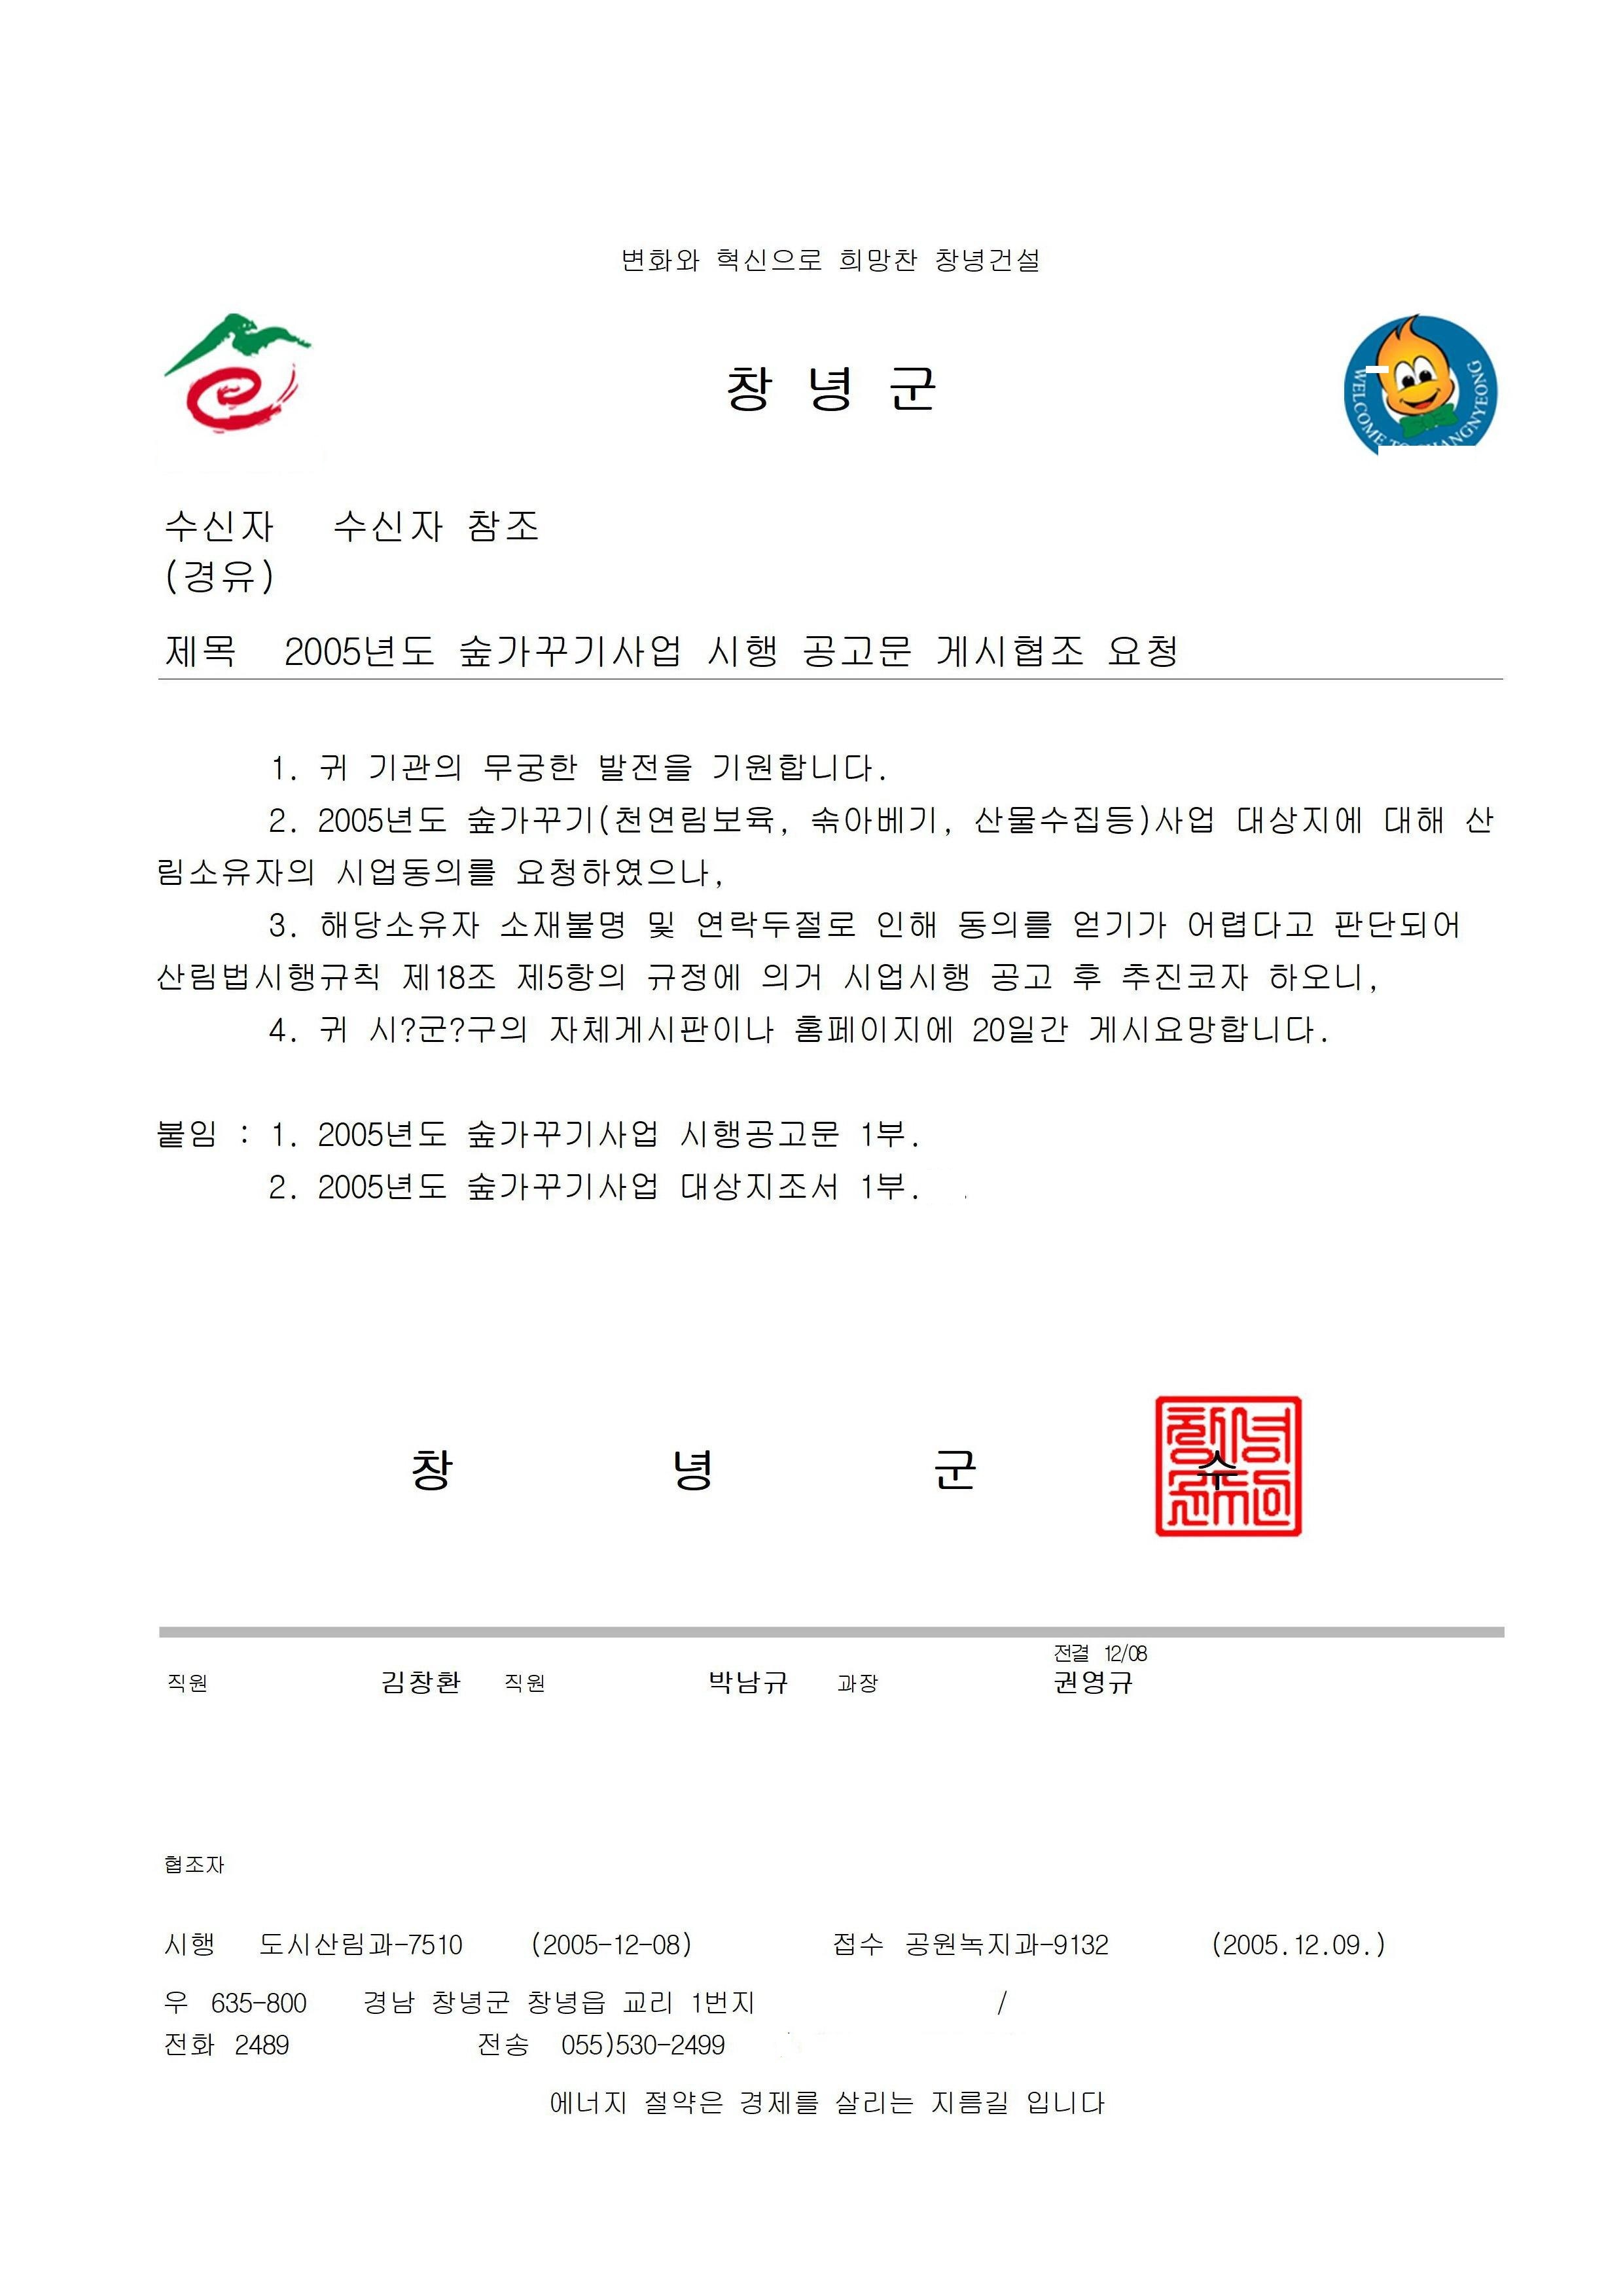 변화와 혁신으로 희망찬 창녕건설
창 녕 군
WELCOME TO CHANGNYEONG
수신자 수신자 참조
(경유)
제목 2005년도 숲가꾸기사업 시행 공고문 게시협조 요청
1. 귀 기관의 무궁한 발전을 기원합니다.
2. 2005년도 숲가꾸기(천연림보육, 솎아베기, 산물수집등)사업 대상지에 대해 산
림소유자의 시업동의를 요청하였으나,
3. 해당소유자 소재불명 및 연락두절로 인해 동의를 얻기가 어렵다고 판단되어
산림법시행규칙 제18조 제5항의 규정에 의거 시업시행 공고 후 추진코자 하오니,
4. 귀 시?군?구의 자체게시판이나 홈페이지에 20일간 게시요망합니다.
붙임 : 1. 2005년도 숲가꾸기사업 시행공고문 1부.
2. 2005년도 숲가꾸기사업 대상지조서 1부.
창 녕 군 수
창녕군수의인
전결 12/08
직원 김창환 직원 박남규 과장 권영규
협조자
시행 도시산림과-7510 (2005-12-08) 접수 공원녹지과-9132 (2005.12.09.)
우 635-800 경남 창녕군 창녕읍 교리 1번지 /
전화 2489 전송 055)530-2499
에너지 절약은 경제를 살리는 지름길 입니다